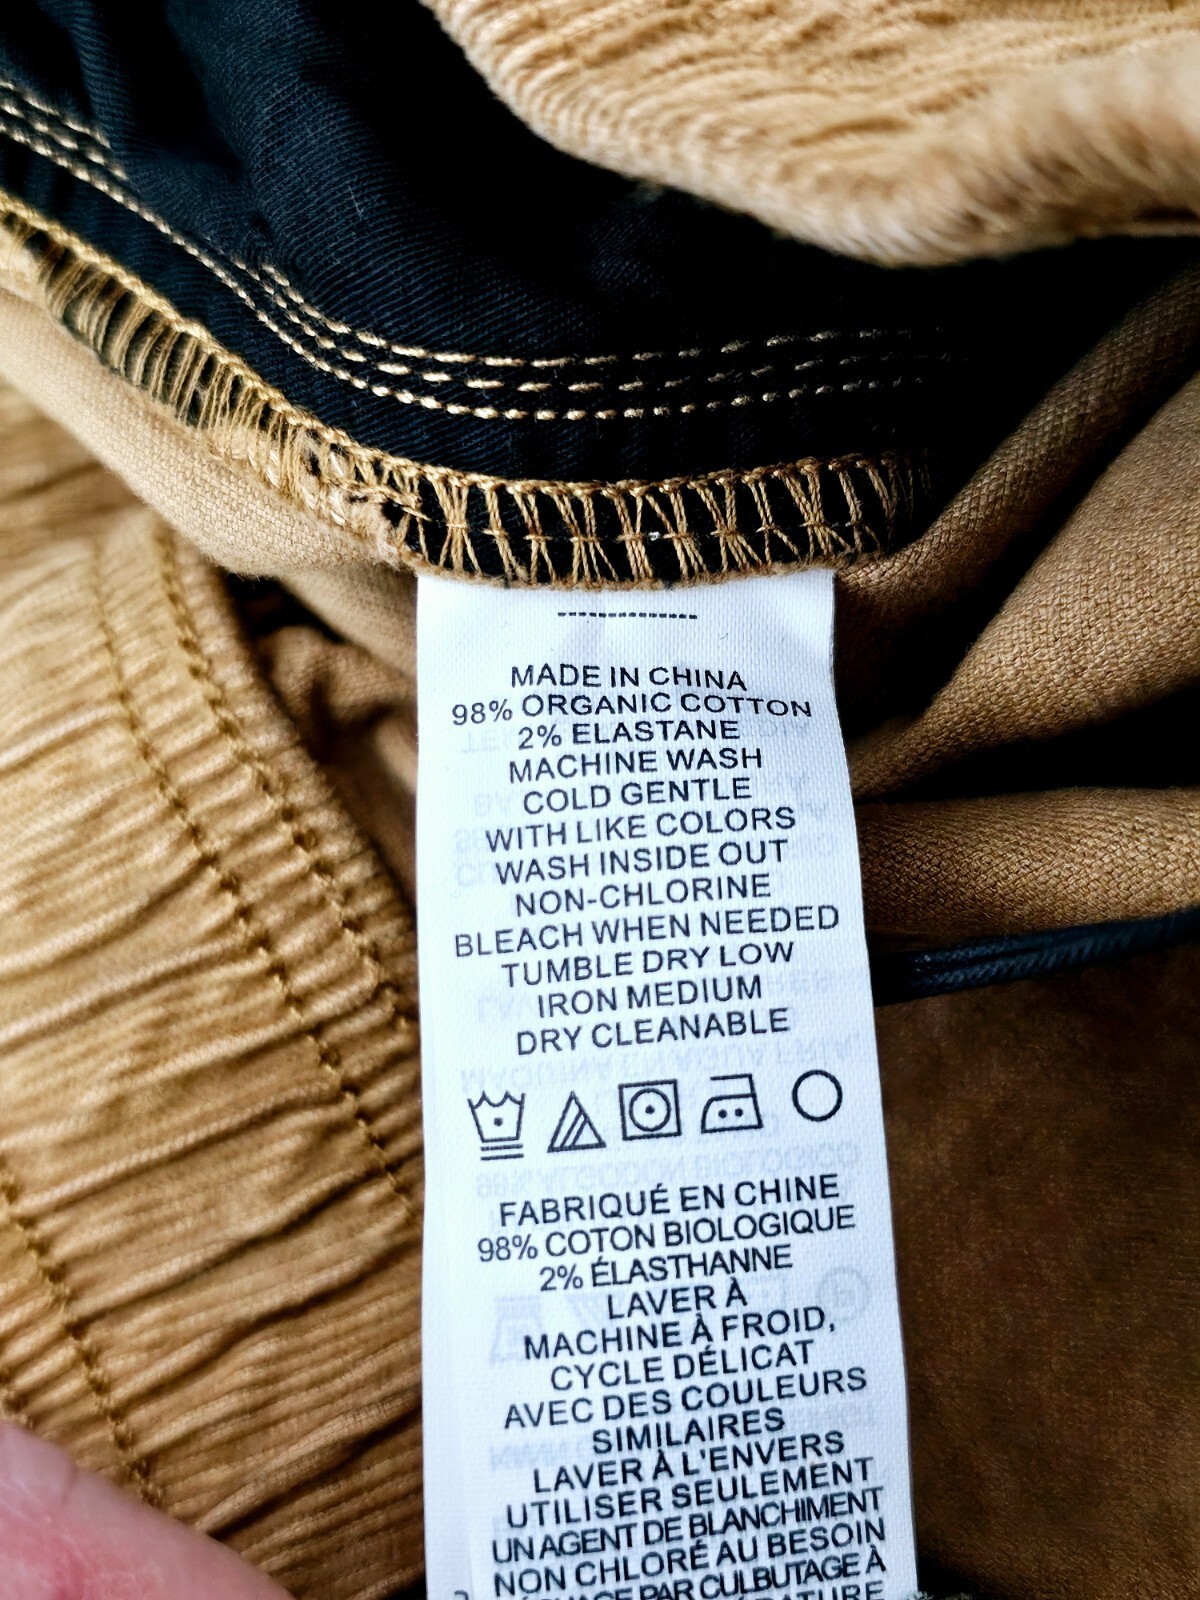 MADE IN CHINA
98% ORGANIC COTTON
2% ELASTANE
MACHINE WASH
COLD GENTLE
WITH LIKE COLORS
WASH INSIDE OUT
NON-CHLORINE
BLEACH WHEN NEEDED
TUMBLE DRY LOW
IRON MEDIUM
DRY CLEANABLE
FABRIQUÉ EN CHINE
98% COTON BIOLOGIQUE
2% ÉLASTHANNE
LAVER À
MACHINE À FROID,
CYCLE DÉLICAT
AVEC DES COULEURS
SIMILAIRES
LAVER À L'ENVERS
UTILISER SEULEMENT
UN AGENT DE BLANCHIMENT
NON CHLORÉ AU BESOIN
PAR CULBUTAGE À